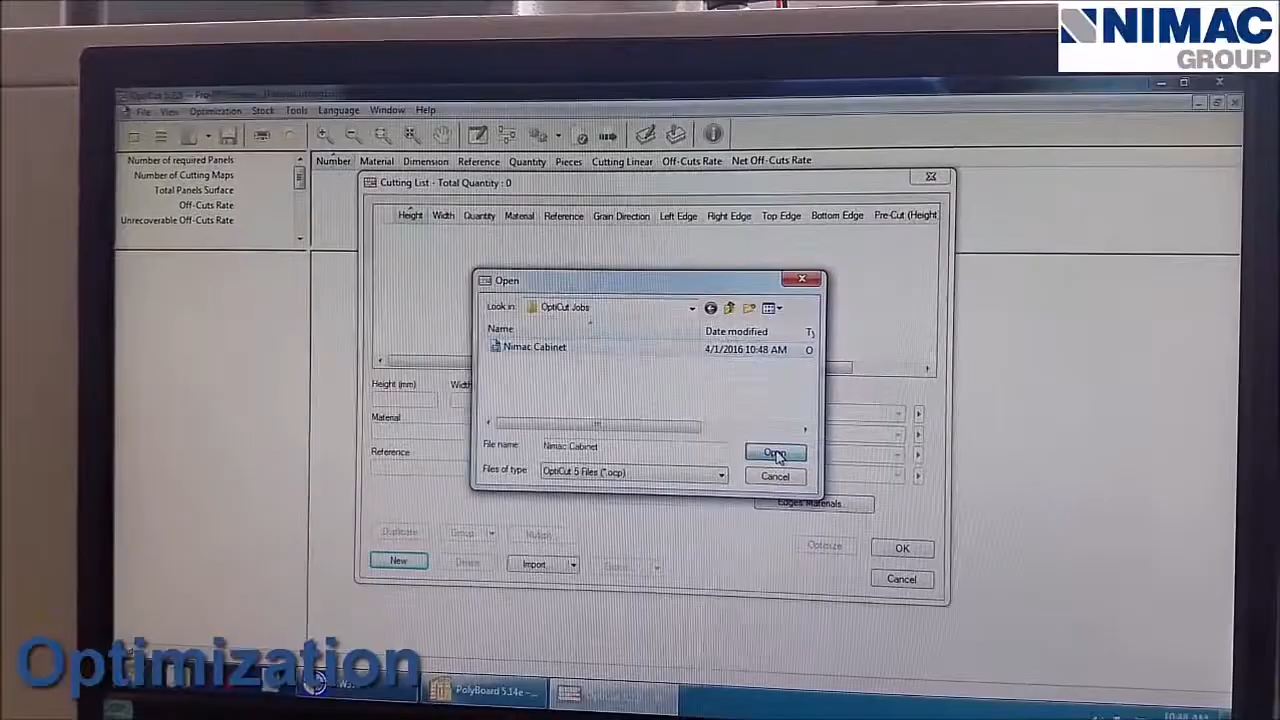 NIMAC
GROUP
File View Optimization Stock Tools Language Window Help
Number of required Panels
Number of Cutting Maps
Total Panels Surface
Off-Cuts Rate
Unrecoverable Off-Cuts Rate
Number Material Dimension Reference Quantity Pieces Cutting Linear Off-Cuts Rate Net Off-Cuts Rate
Cutting List - Total Quantity : 0
Height Width Quantity Material Reference Grain Direction Left Edge Right Edge Top Edge Bottom Edge Pre-Cut (Height
Open
Look in: OptiCut Jobs
Name Date modified
Nimac Cabinet 4/1/2016 10:48 AM O
File name: Nimac Cabinet Open
Files of type: OptiCut 5 Files (*.ocp) Cancel
Height (mm)
Material
Reference
Edges Materials...
Duplicate Group Multiply
Optimize OK
New Delete Import...
Cancel
Optimization
PolyBoard 5.14e - ...
10:48 AM